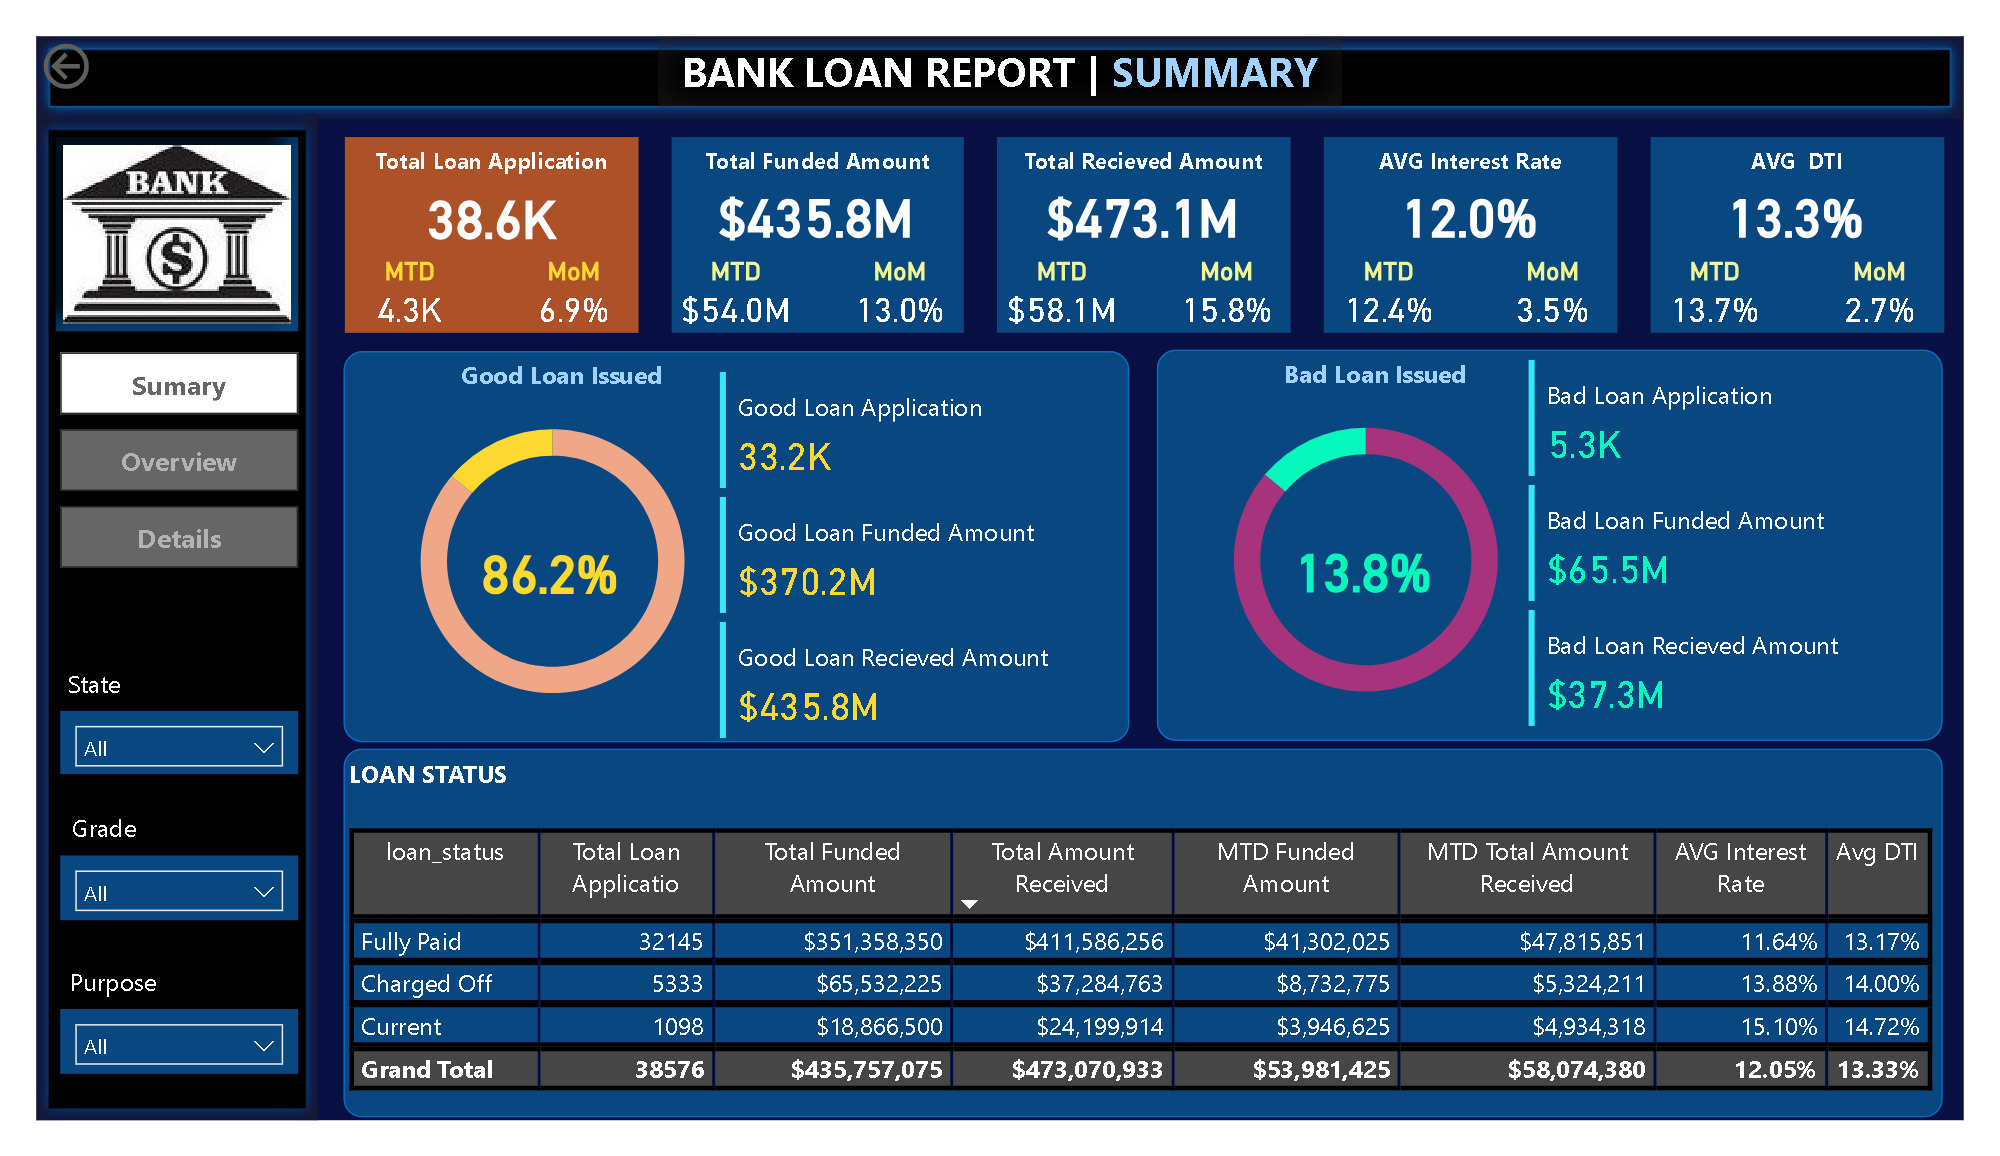 BANK LOAN REPORT | SUMMARY
BANK
$
Sumary
Overview
Details
State
All
Grade
All
Purpose
All
Total Loan Application
38.6K
MTD MoM
4.3K 6.9%
Total Funded Amount
$435.8M
MTD MoM
$54.0M 13.0%
Total Recieved Amount
$473.1M
MTD MoM
$58.1M 15.8%
AVG Interest Rate
12.0%
MTD MoM
12.4% 3.5%
AVG DTI
13.3%
MTD MoM
13.7% 2.7%
Good Loan Issued
86.2%
Good Loan Application
33.2K
Good Loan Funded Amount
$370.2M
Good Loan Recieved Amount
$435.8M
Bad Loan Issued
13.8%
Bad Loan Application
5.3K
Bad Loan Funded Amount
$65.5M
Bad Loan Recieved Amount
$37.3M
LOAN STATUS
loan_status Total Loan Total Funded Total Amount MTD Funded MTD Total Amount AVG Interest Avg DTI
Applicatio Amount Received Amount Received Rate
Fully Paid 32145 $351,358,350 $411,586,256 $41,302,025 $47,815,851 11.64% 13.17%
Charged Off 5333 $65,532,225 $37,284,763 $8,732,775 $5,324,211 13.88% 14.00%
Current 1098 $18,866,500 $24,199,914 $3,946,625 $4,934,318 15.10% 14.72%
Grand Total 38576 $435,757,075 $473,070,933 $53,981,425 $58,074,380 12.05% 13.33%